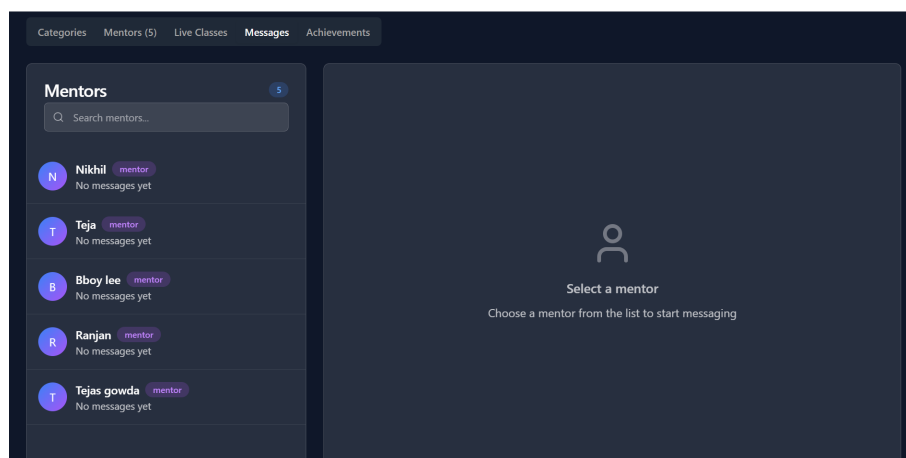 Categories Mentors (5) Live Classes Messages Achievements
Mentors 5
Search mentors...
N Nikhil mentor
No messages yet
T Teja mentor
No messages yet
B Bboy lee mentor
No messages yet
R Ranjan mentor
No messages yet
T Tejas gowda mentor
No messages yet
Select a mentor
Choose a mentor from the list to start messaging